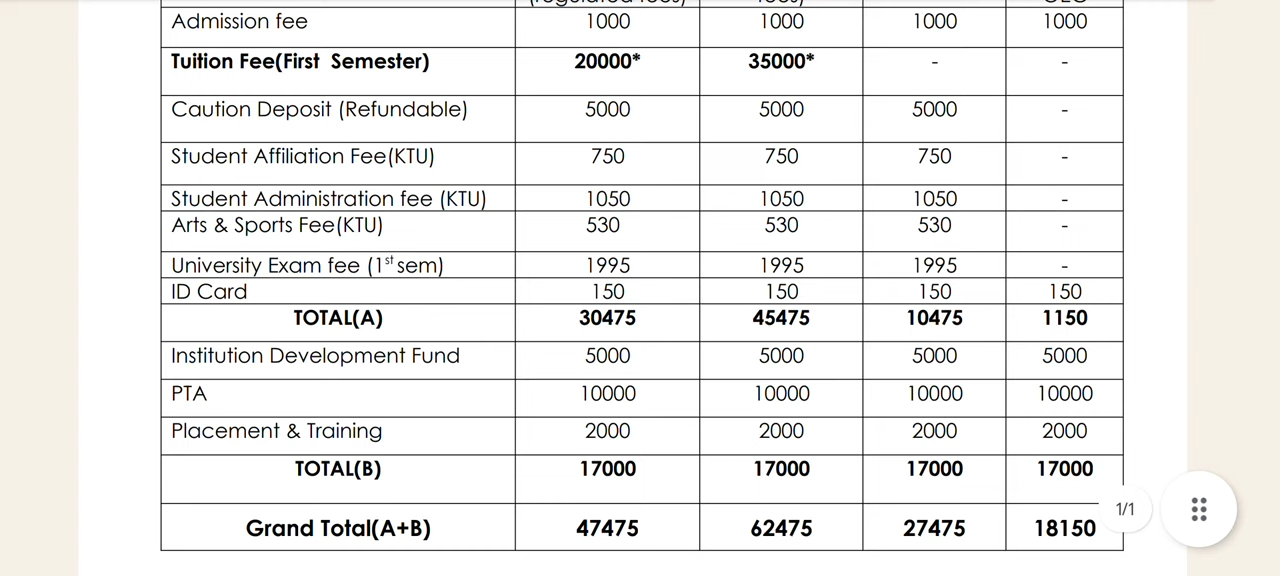 (regulated fees) fees)
Admission fee 1000 1000 1000 1000
Tuition Fee(First Semester) 20000* 35000* - -
Caution Deposit (Refundable) 5000 5000 5000 -
Student Affiliation Fee(KTU) 750 750 750 -
Student Administration fee (KTU) 1050 1050 1050 -
Arts & Sports Fee(KTU) 530 530 530 -
University Exam fee (1st sem) 1995 1995 1995 -
ID Card 150 150 150 150
TOTAL(A) 30475 45475 10475 1150
Institution Development Fund 5000 5000 5000 5000
PTA 10000 10000 10000 10000
Placement & Training 2000 2000 2000 2000
TOTAL(B) 17000 17000 17000 17000
Grand Total(A+B) 47475 62475 27475 18150
1/1